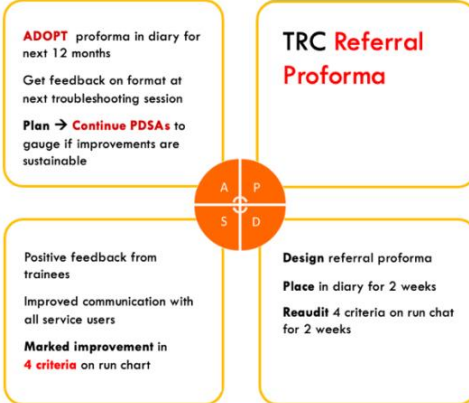 ADOPT proforma in diary for
next 12 months
Get feedback on format at
next troubleshooting session
Plan → Continue PDSAs to
gauge if improvements are
sustainable
TRC Referral
Proforma
A P
S D
Positive feedback from
trainees
Improved communication with
all service users
Marked improvement in
4 criteria on run chart
Design referral proforma
Place in diary for 2 weeks
Reaudit 4 criteria on run chat
for 2 weeks